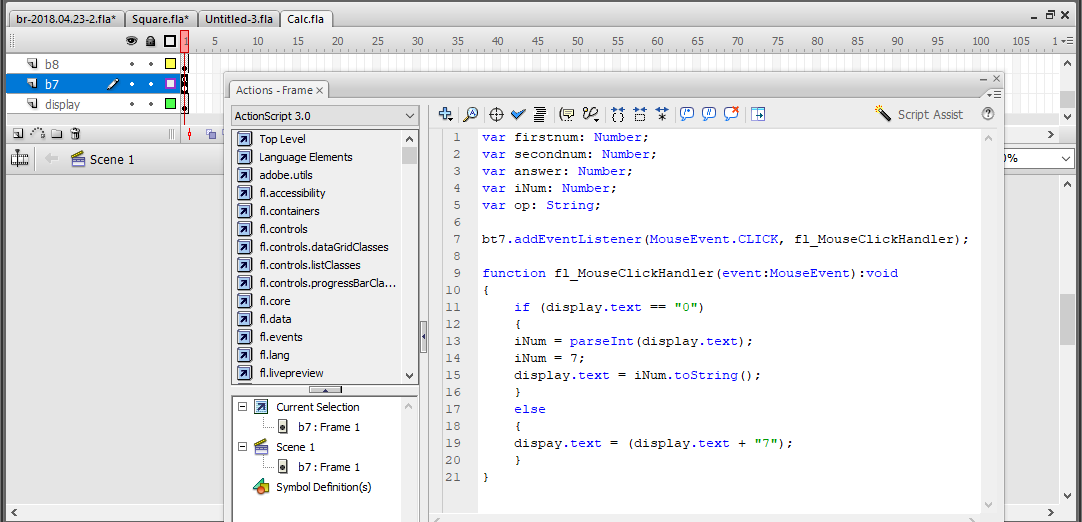 br-2018.04.23-2.fla* Square.fla* Untitled-3.fla Calc.fla
1 5 10 15 20 25 30 35 40 45 50 55 60 65 70 75 80 85 90 95 100 105 1
b8
b7
display
Scene 1
0%
Actions - Frame ×
ActionScript 3.0
Script Assist
Top Level
Language Elements
adobe.utils
fl.accessibility
fl.containers
fl.controls
fl.controls.dataGridClasses
fl.controls.listClasses
fl.controls.progressBarCla...
fl.core
fl.data
fl.events
fl.lang
fl.livepreview
Current Selection
b7 : Frame 1
Scene 1
b7 : Frame 1
Symbol Definition(s)
1 var firstnum: Number;
2 var secondnum: Number;
3 var answer: Number;
4 var iNum: Number;
5 var op: String;
6
7 bt7.addEventListener(MouseEvent.CLICK, fl_MouseClickHandler);
8
9 function fl_MouseClickHandler(event:MouseEvent):void
10 {
11 if (display.text == "0")
12 {
13 iNum = parseInt(display.text);
14 iNum = 7;
15 display.text = iNum.toString();
16 }
17 else
18 {
19 dispay.text = (display.text + "7");
20 }
21 }